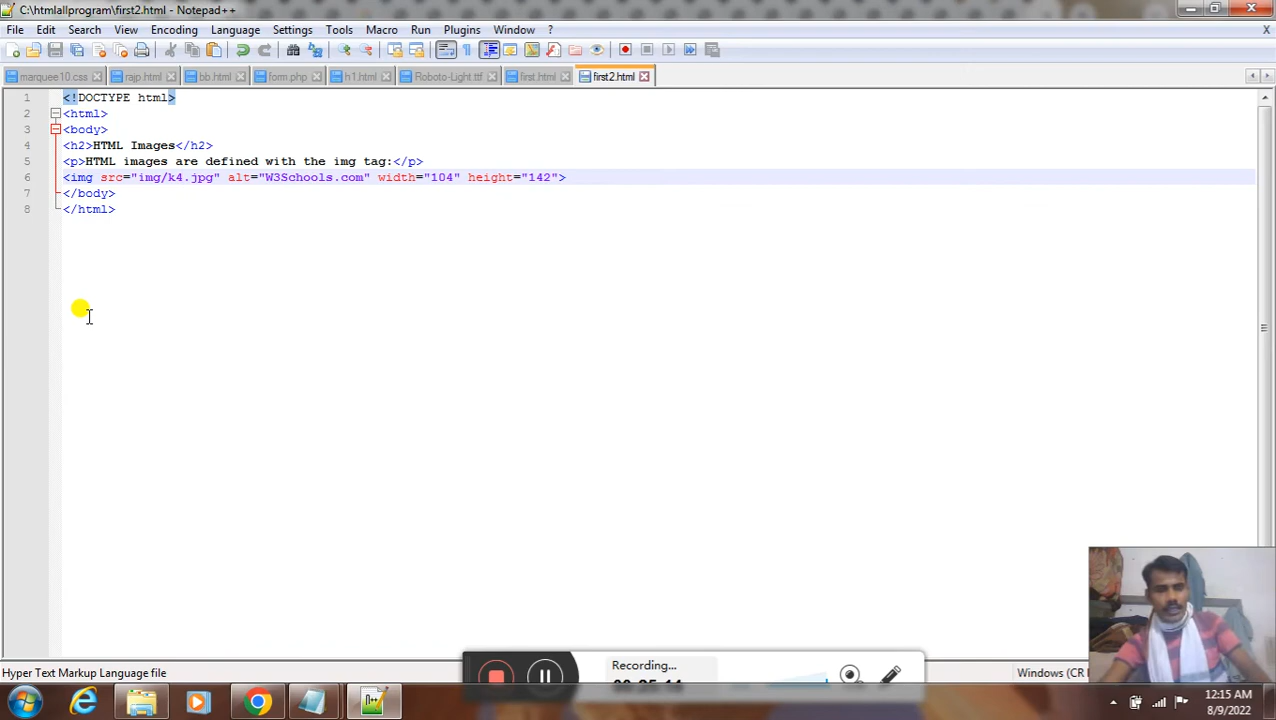 C:\htmlallprogram\first2.html - Notepad++
File Edit Search View Encoding Language Settings Tools Macro Run Plugins Window ? X
marquee10.css rajp.html bb.html form.php h1.html Roboto-Light.ttf first.html first2.html
1 <!DOCTYPE html>
2 <html>
3 <body>
4 <h2>HTML Images</h2>
5 <p>HTML images are defined with the img tag:</p>
6 <img src="img/k4.jpg" alt="W3Schools.com" width="104" height="142">
7 </body>
8 </html>
Recording...
Hyper Text Markup Language file
Windows (CR
12:15 AM
8/9/2022